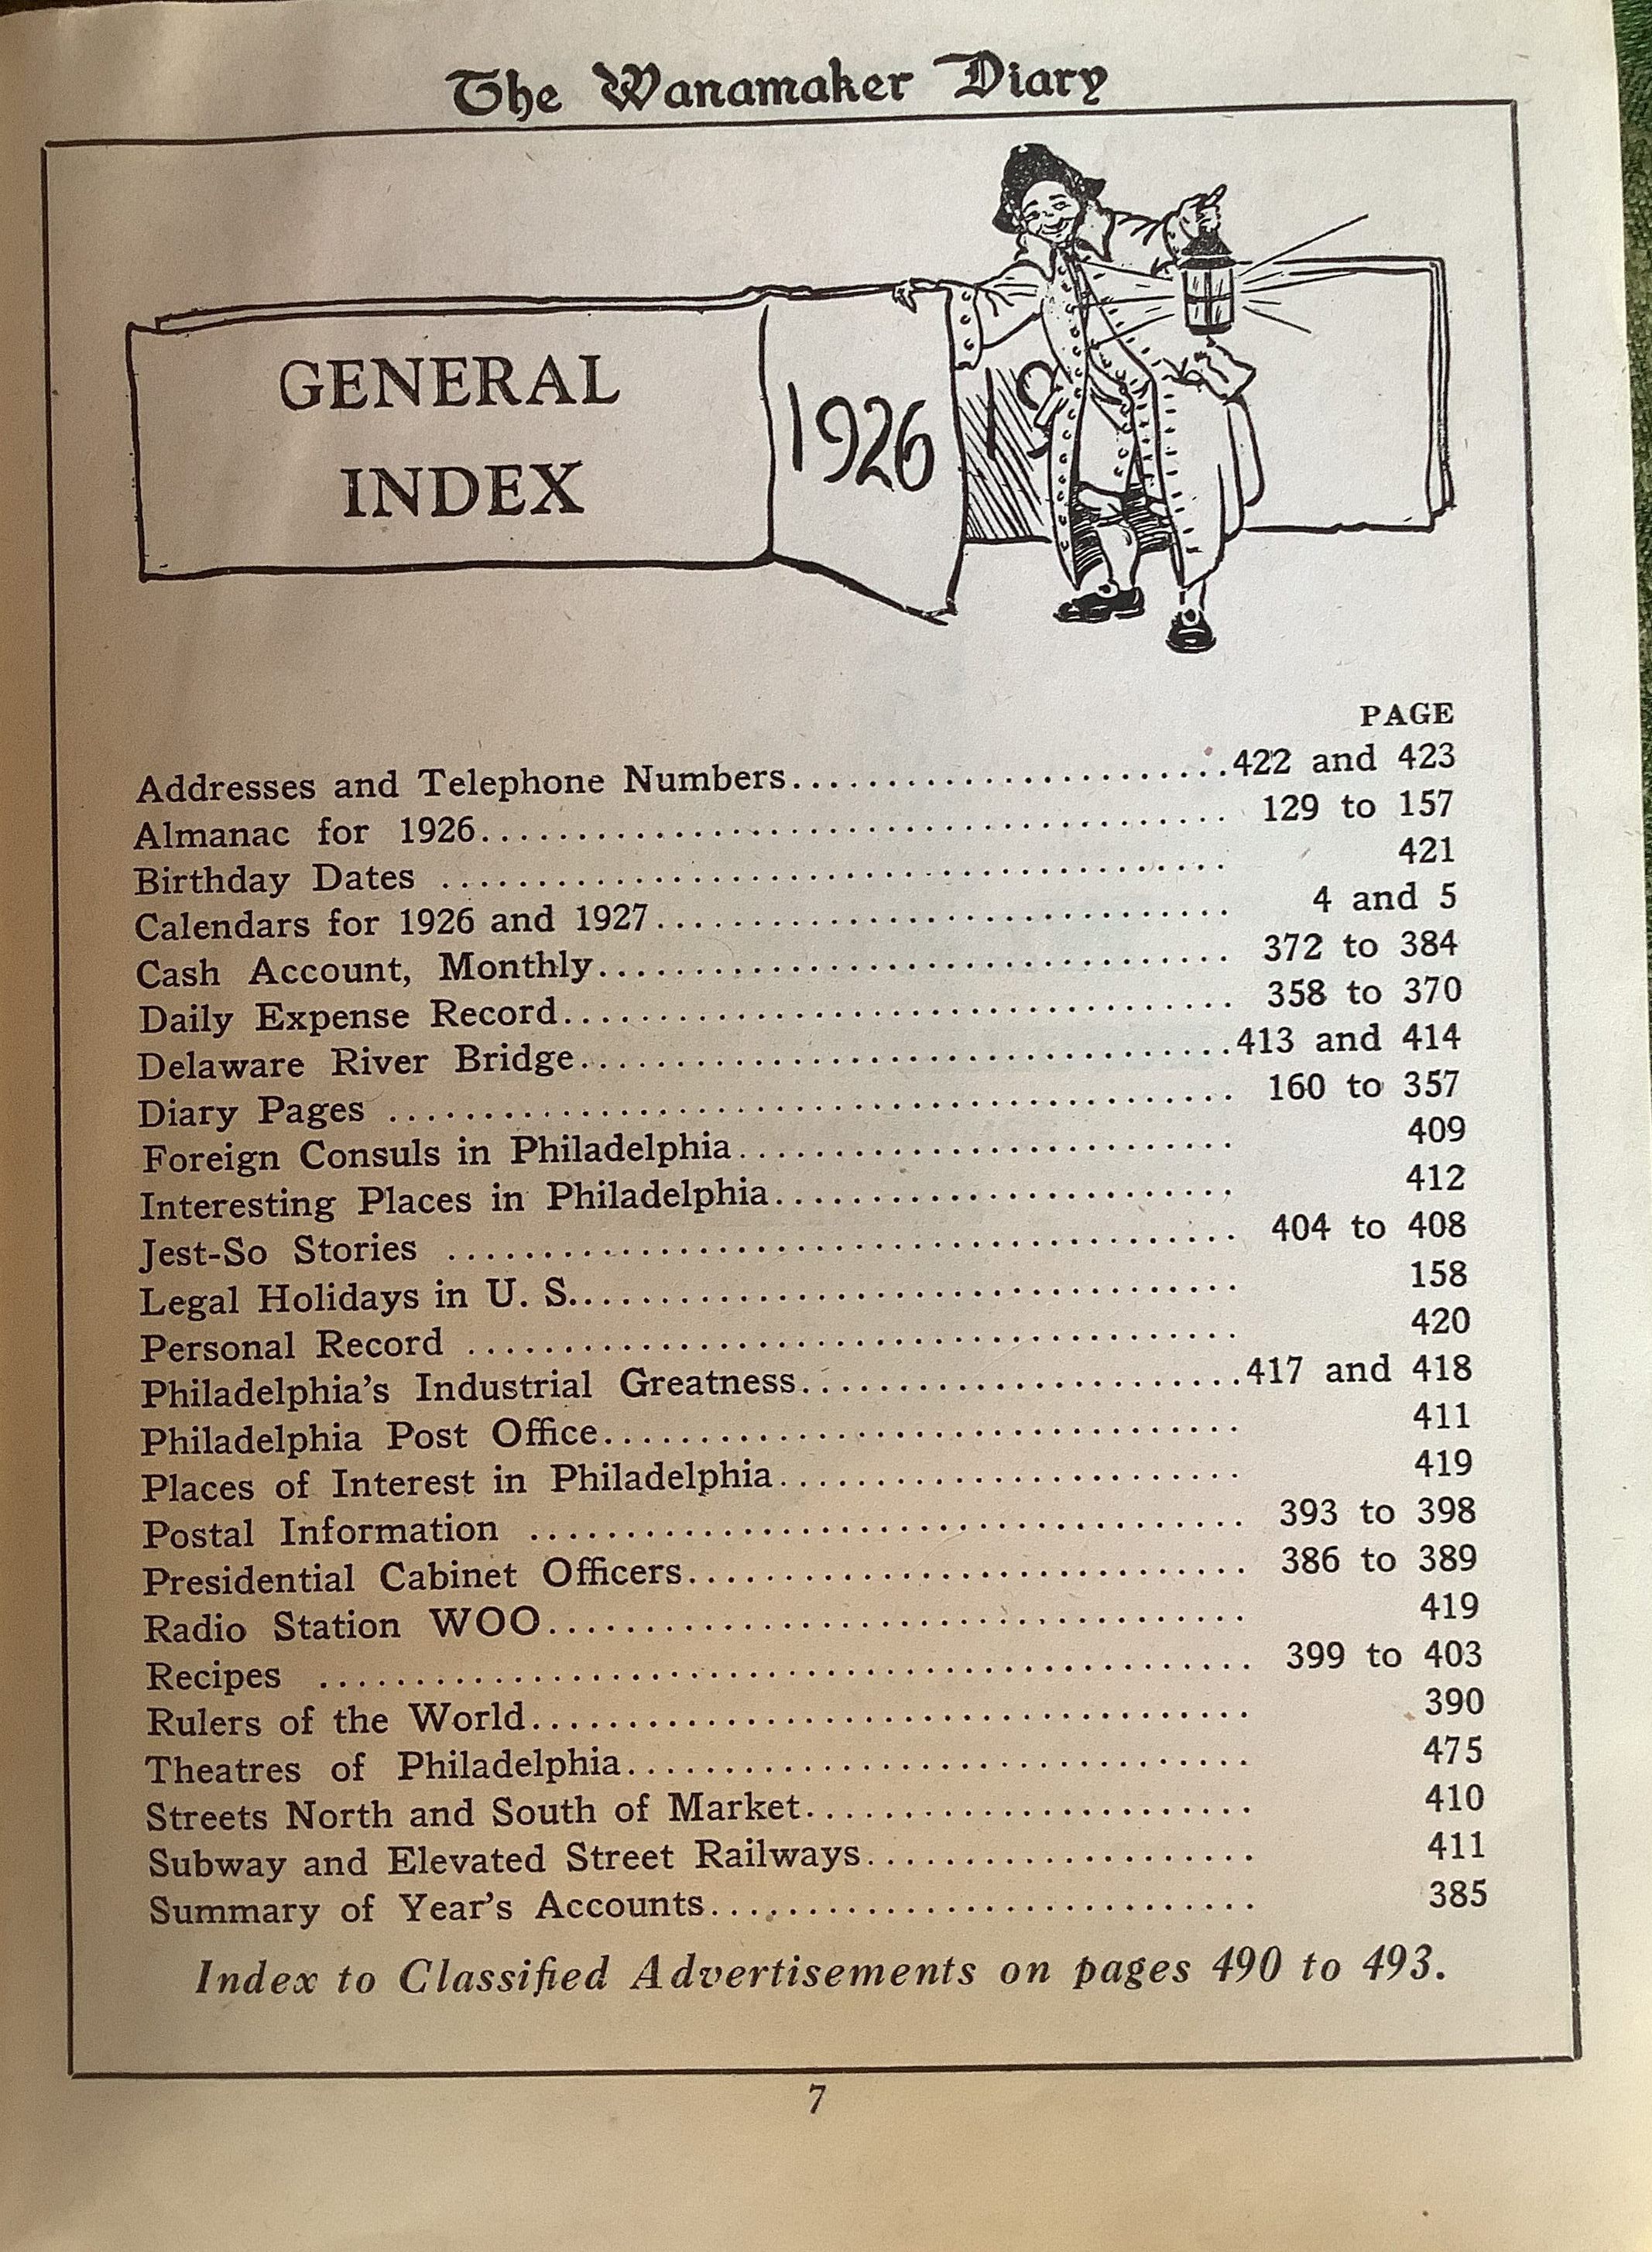 The Wanamaker Diary
GENERAL
INDEX
1926
PAGE
Addresses and Telephone Numbers........................422 and 423
Almanac for 1926....................................... 129 to 157
Birthday Dates ......................................... 421
Calendars for 1926 and 1927.............................. 4 and 5
Cash Account, Monthly................................. 372 to 384
Daily Expense Record................................... 358 to 370
Delaware River Bridge..................................413 and 414
Diary Pages ............................................ 160 to 357
Foreign Consuls in Philadelphia.......................... 409
Interesting Places in Philadelphia........................ 412
Jest-So Stories ......................................... 404 to 408
Legal Holidays in U. S................................... 158
Personal Record ........................................ 420
Philadelphia's Industrial Greatness.......................417 and 418
Philadelphia Post Office................................. 411
Places of Interest in Philadelphia........................ 419
Postal Information ..................................... 393 to 398
Presidential Cabinet Officers............................. 386 to 389
Radio Station WOO.................................... 419
Recipes ................................................ 399 to 403
Rulers of the World..................................... 390
Theatres of Philadelphia................................. 475
Streets North and South of Market....................... 410
Subway and Elevated Street Railways.................... 411
Summary of Year's Accounts............................ 385
Index to Classified Advertisements on pages 490 to 493.
7